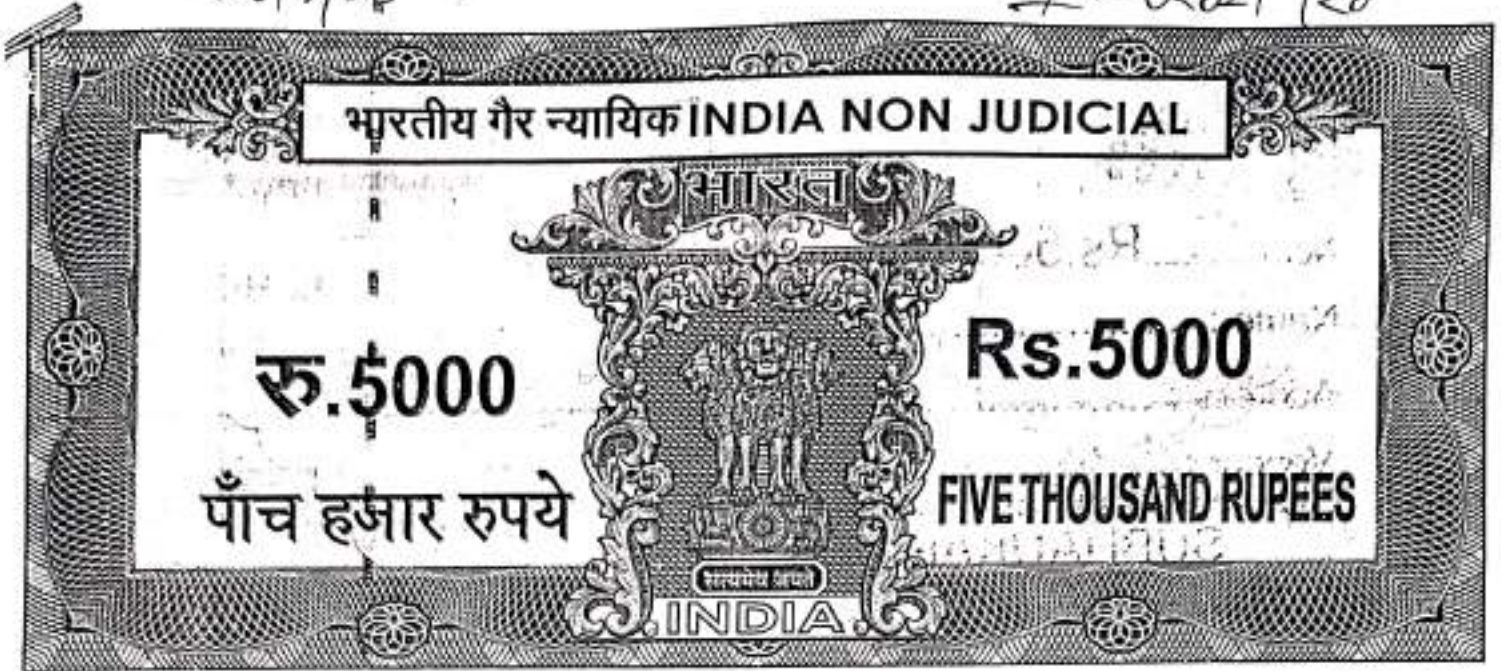 भारतीय गैर न्यायिक INDIA NON JUDICIAL
भारत
रु.5000
Rs.5000
पाँच हजार रुपये
FIVE THOUSAND RUPEES
सत्यमेव जयते
INDIA